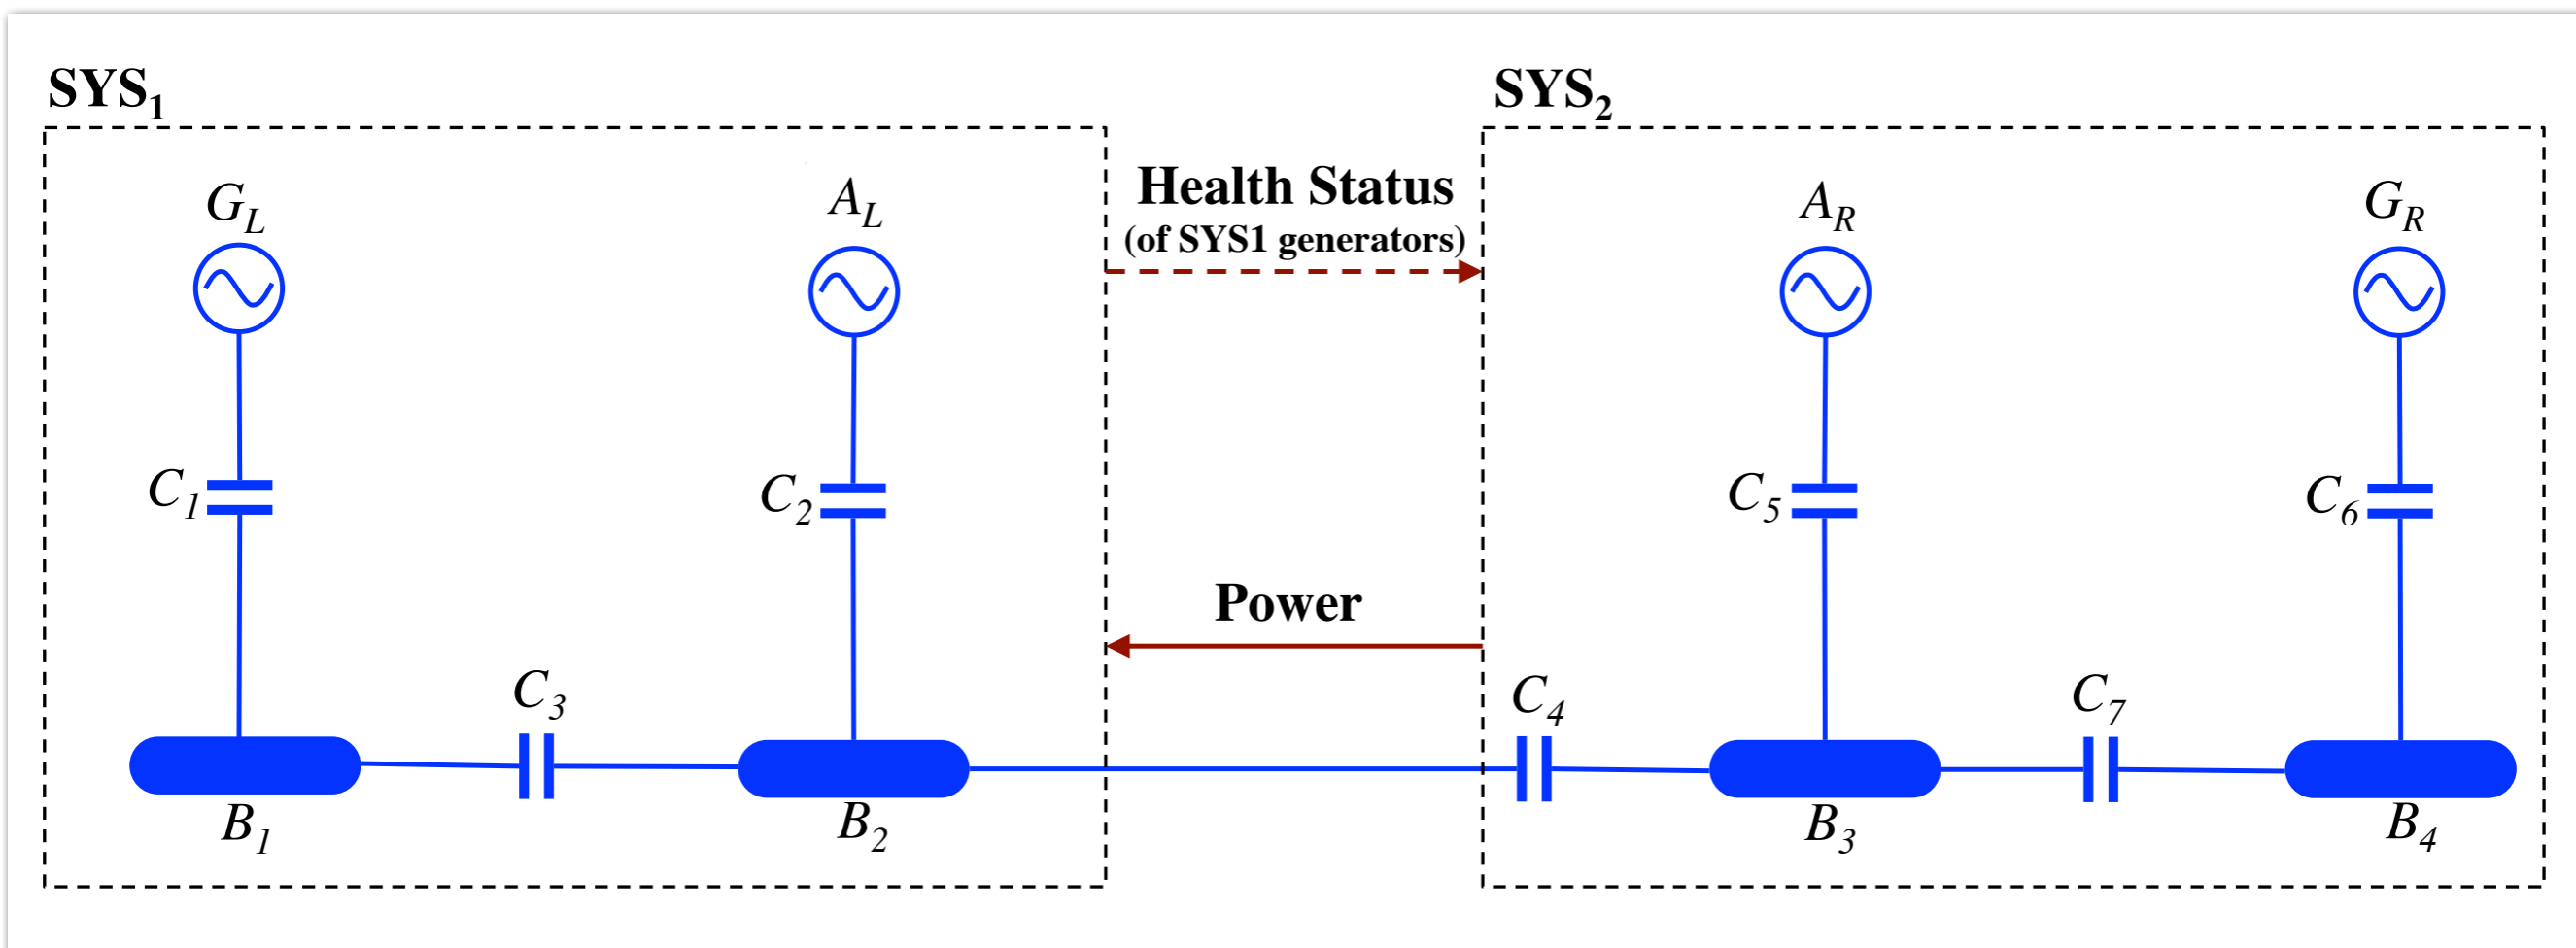 SYS1
SYS2
GL
AL
Health Status
(of SYS1 generators)
AR
GR
C1
C2
C5
C6
Power
C3
C4
C7
B1
B2
B3
B4